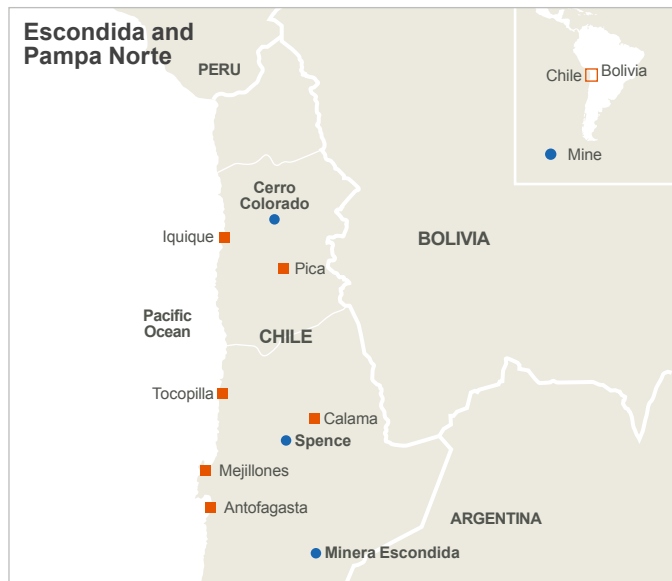 Escondida and
Pampa Norte
PERU
Chile
Bolivia
Mine
Cerro
Colorado
Iquique
BOLIVIA
Pica
Pacific
Ocean
CHILE
Tocopilla
Calama
Spence
Mejillones
Antofagasta
ARGENTINA
Minera Escondida